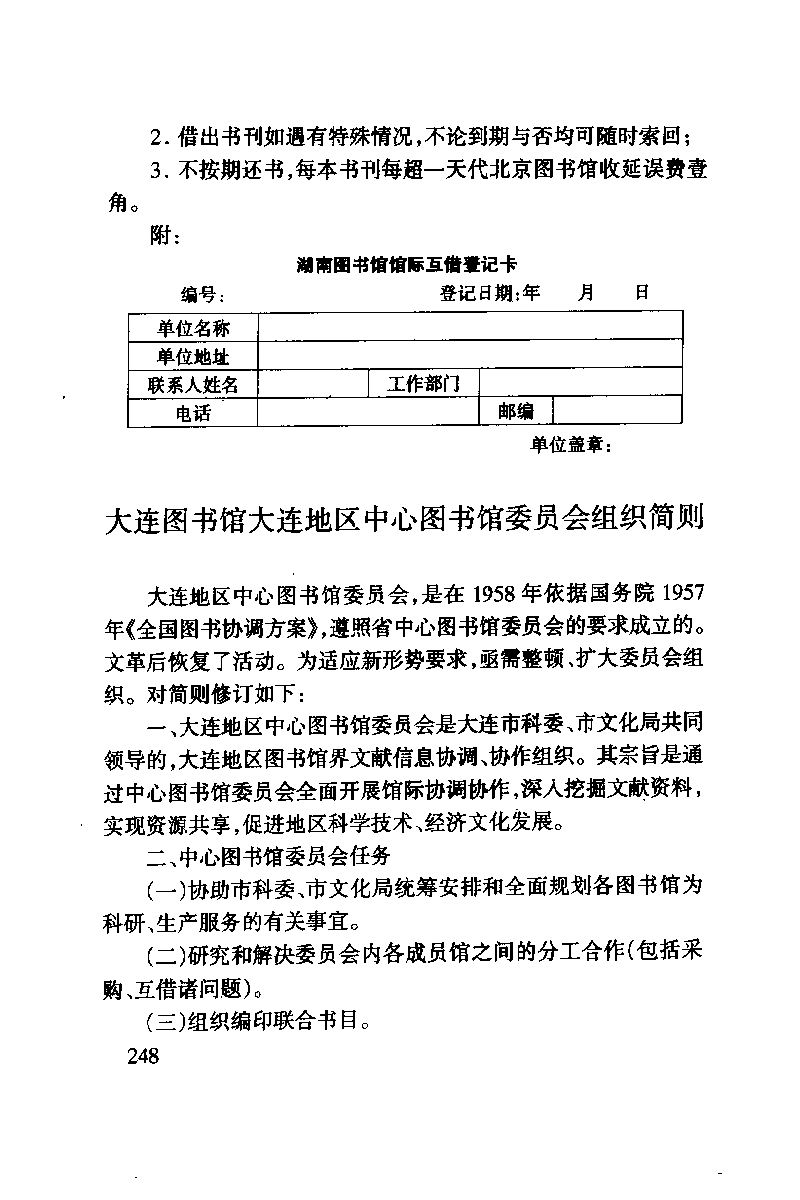 2. 借出书刊如遇有特殊情况,不论到期与否均可随时索回;
3. 不按期还书,每本书刊每超一天代北京图书馆收延误费壹
角。
附:
湖南图书馆馆际互借登记卡
编号: 登记日期:年 月 日
单位名称
单位地址
联系人姓名 工作部门
电话 邮编
单位盖章:
大连图书馆大连地区中心图书馆委员会组织简则
大连地区中心图书馆委员会,是在 1958 年依据国务院 1957
年《全国图书协调方案》,遵照省中心图书馆委员会的要求成立的。
文革后恢复了活动。为适应新形势要求,亟需整顿、扩大委员会组
织。对简则修订如下:
一、大连地区中心图书馆委员会是大连市科委、市文化局共同
领导的,大连地区图书馆界文献信息协调、协作组织。其宗旨是通
过中心图书馆委员会全面开展馆际协调协作,深入挖掘文献资料,
实现资源共享,促进地区科学技术、经济文化发展。
二、中心图书馆委员会任务
(一)协助市科委、市文化局统筹安排和全面规划各图书馆为
科研、生产服务的有关事宜。
(二)研究和解决委员会内各成员馆之间的分工合作(包括采
购、互借诸问题)。
(三)组织编印联合书目。
248